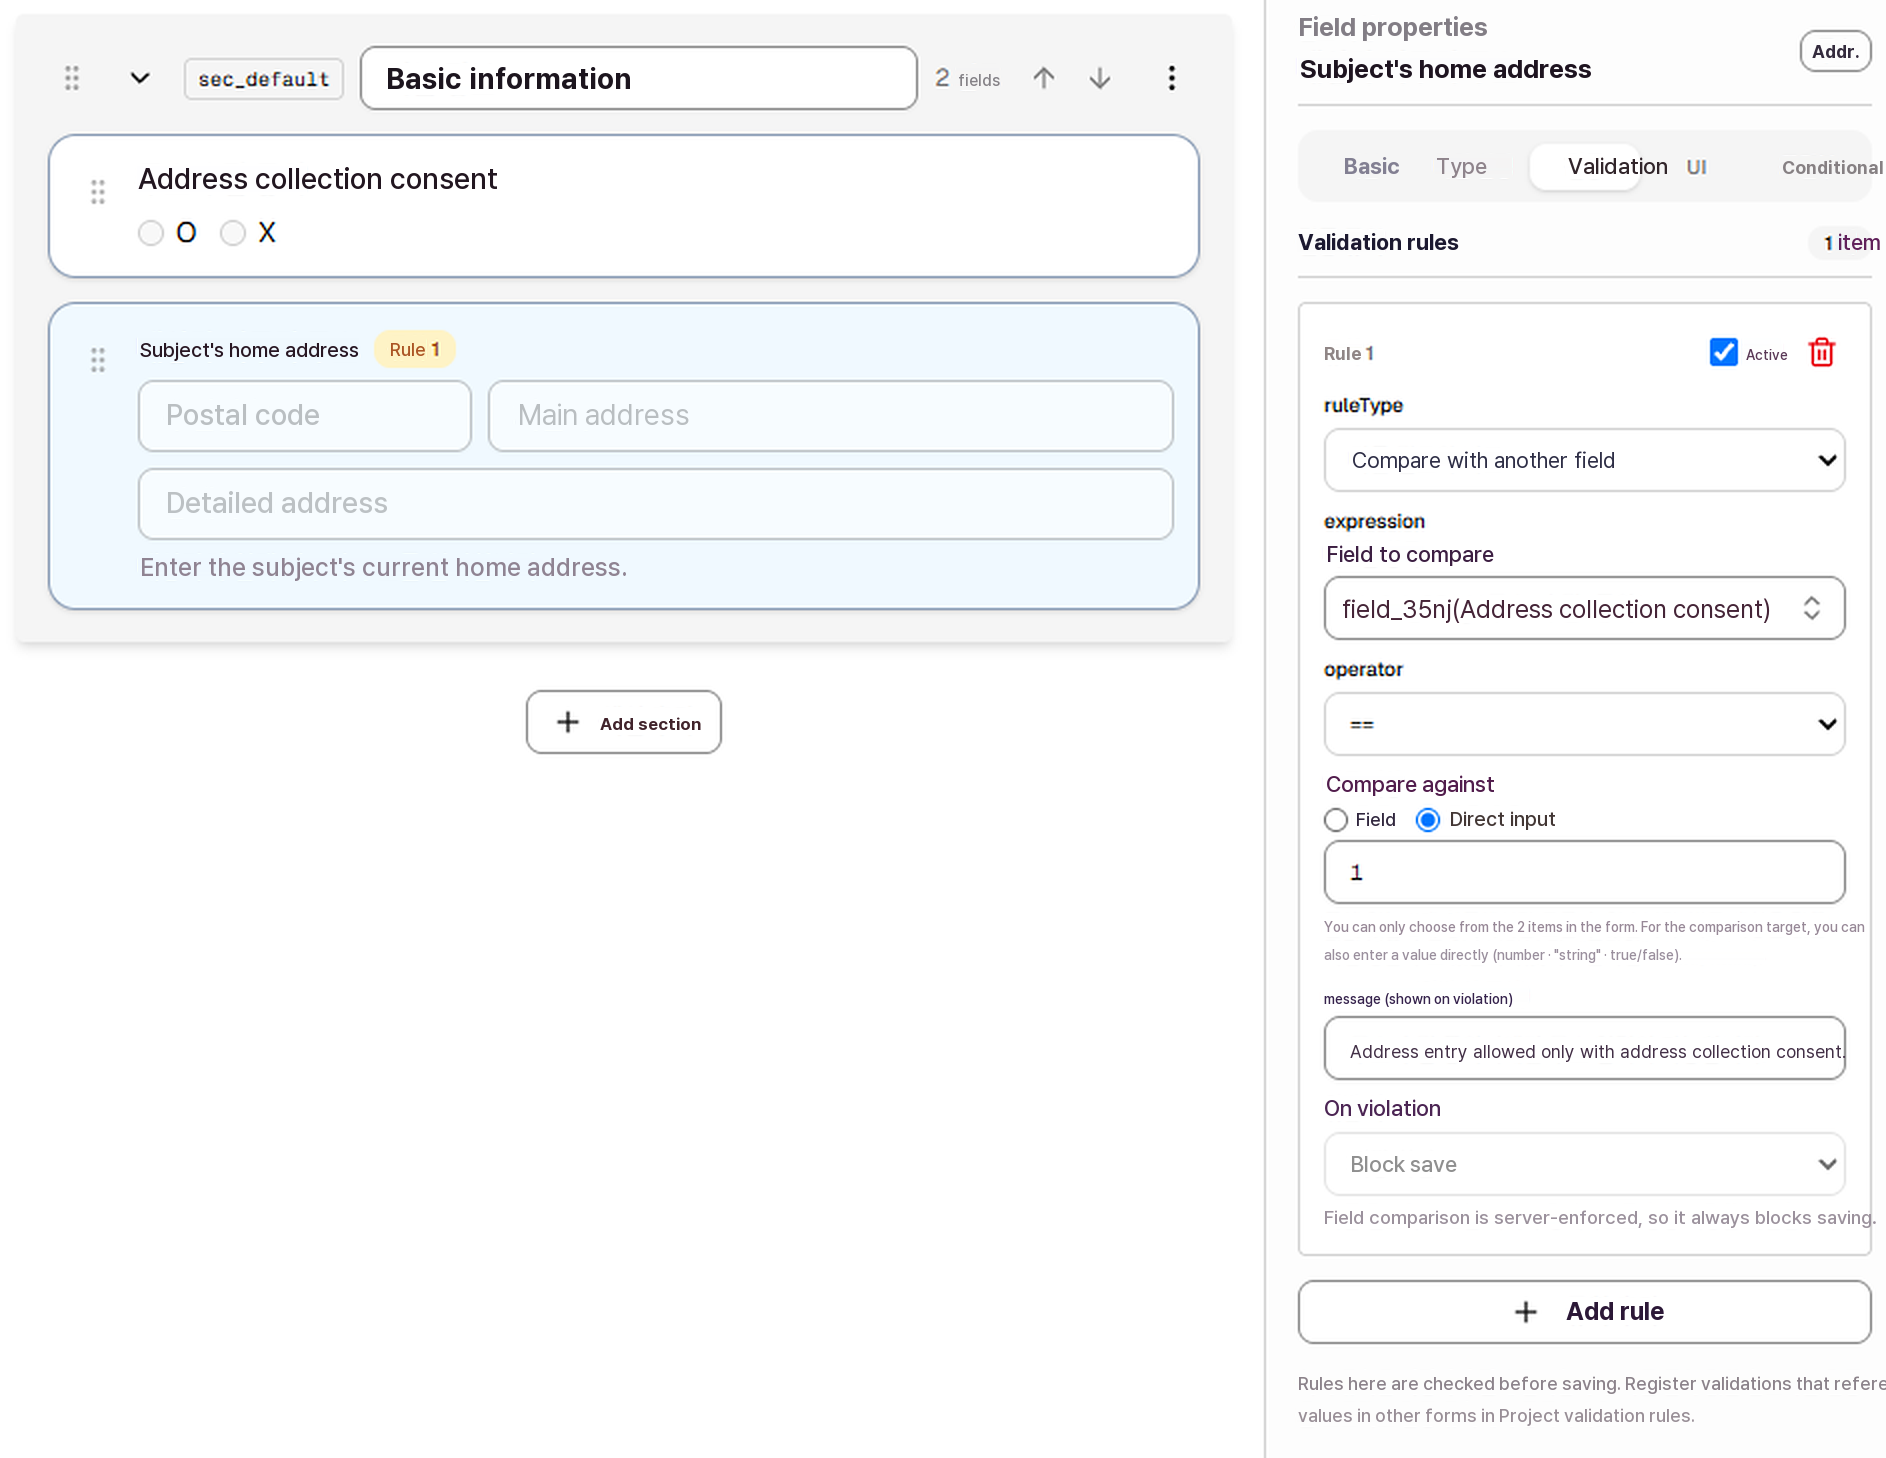 sec_default
Basic information
2 fields
Address collection consent
O X
Subject's home address Rule 1
Postal code
Main address
Detailed address
Enter the subject's current home address.
Add section
Field properties
Subject's home address
Addr.
Basic Type Validation UI Conditional
Validation rules
1 item
Rule 1
Active
ruleType
Compare with another field
expression
Field to compare
field_35nj(Address collection consent)
operator
==
Compare against
Field Direct input
1
You can only choose from the 2 items in the form. For the comparison target, you can
also enter a value directly (number · "string" · true/false).
message (shown on violation)
Address entry allowed only with address collection consent.
On violation
Block save
Field comparison is server-enforced, so it always blocks saving.
Add rule
Rules here are checked before saving. Register validations that refere
values in other forms in Project validation rules.